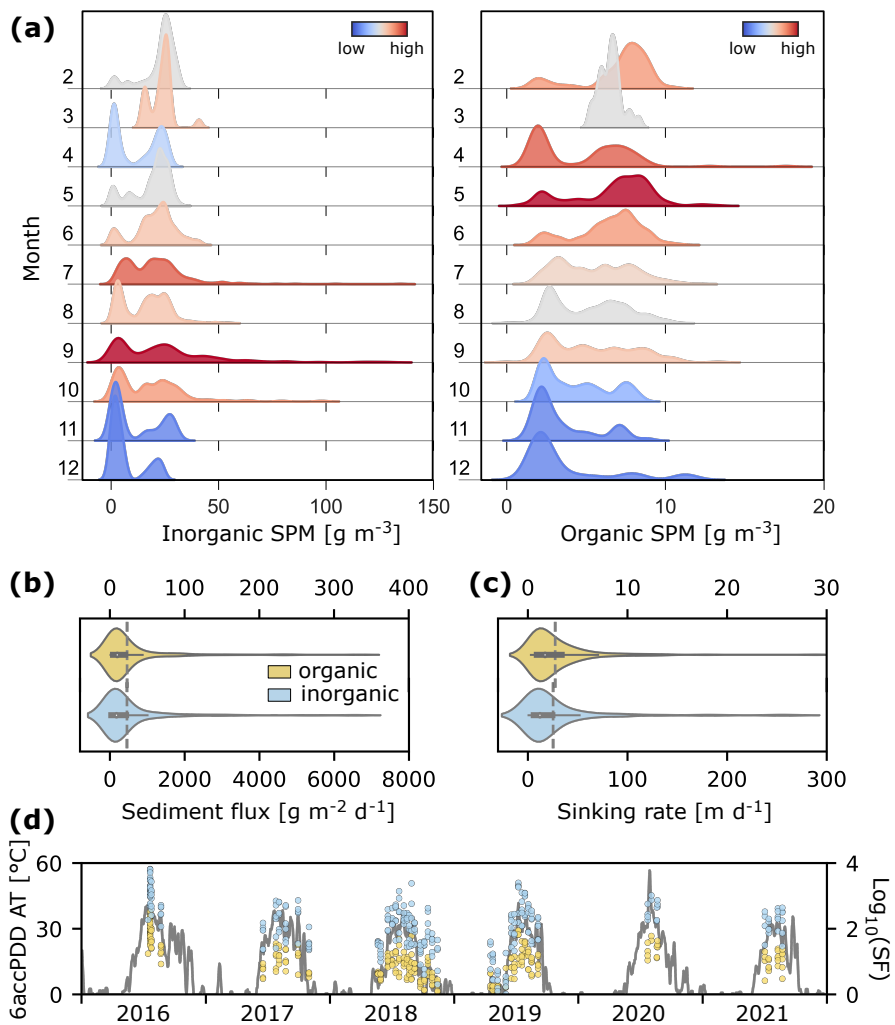 (a)
low high
low high
Month
2
3
4
5
6
7
8
9
10
11
12
2
3
4
5
6
7
8
9
10
11
12
0 50 100 150
0 10 20
Inorganic SPM [g m⁻³]
Organic SPM [g m⁻³]
(b)
(c)
0 100 200 300 400
0 10 20 30
organic
inorganic
0 2000 4000 6000 8000
0 100 200 300
Sediment flux [g m⁻² d⁻¹]
Sinking rate [m d⁻¹]
(d)
6accPDD AT [°C]
60
30
0
4
2
0
Log₁₀(SF)
2016 2017 2018 2019 2020 2021